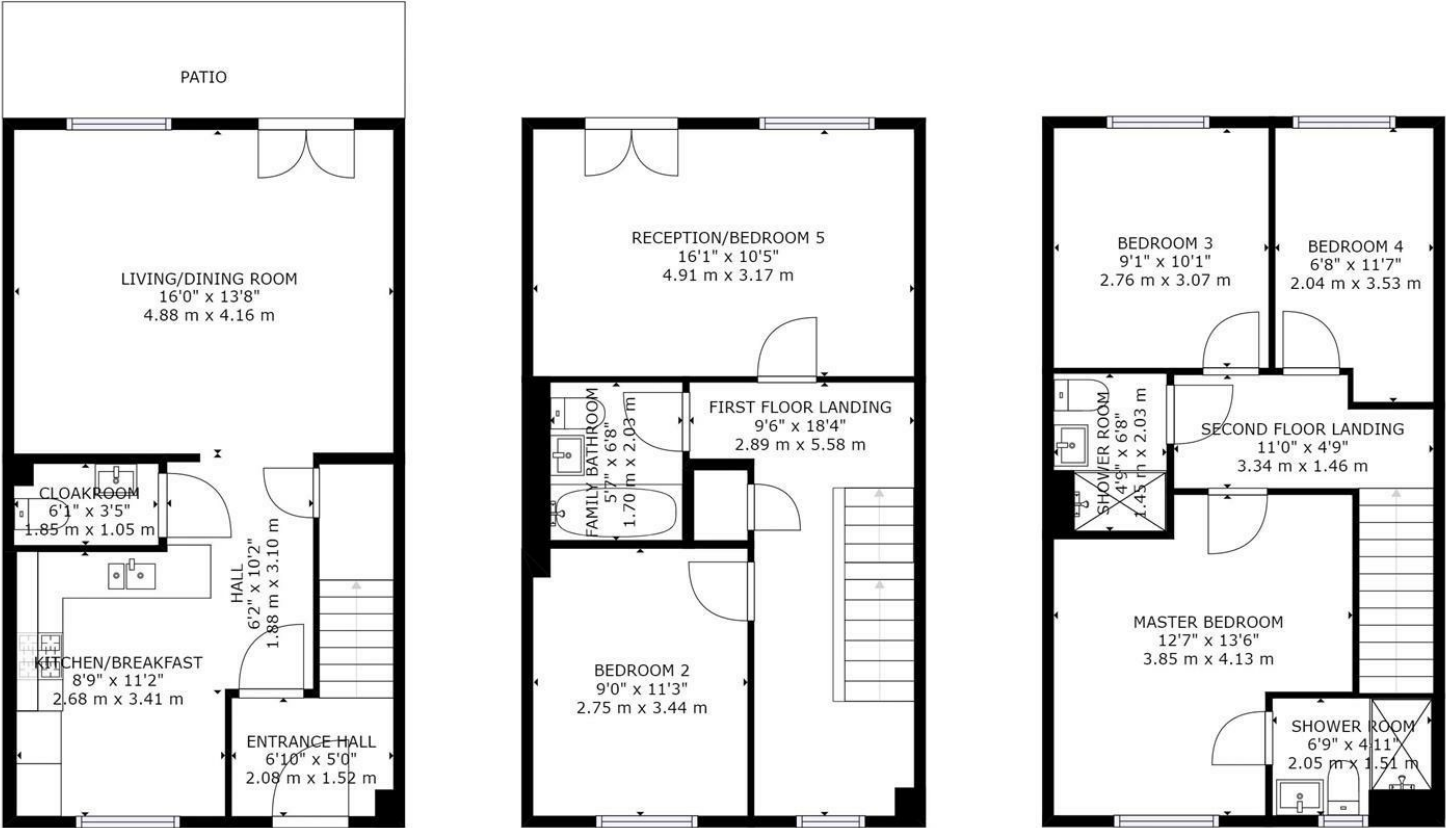 PATIO
LIVING/DINING ROOM
16'0" x 13'8"
4.88 m x 4.16 m
CLOAKROOM
6'1" x 3'5"
1.85 m x 1.05 m
HALL
6'2" x 10'2"
1.88 m x 3.10 m
KITCHEN/BREAKFAST
8'9" x 11'2"
2.68 m x 3.41 m
ENTRANCE HALL
6'10" x 5'0"
2.08 m x 1.52 m
RECEPTION/BEDROOM 5
16'1" x 10'5"
4.91 m x 3.17 m
FAMILY BATHROOM
5'7" x 6'8"
1.70 m x 2.03 m
FIRST FLOOR LANDING
9'6" x 18'4"
2.89 m x 5.58 m
BEDROOM 2
9'0" x 11'3"
2.75 m x 3.44 m
BEDROOM 3
9'1" x 10'1"
2.76 m x 3.07 m
BEDROOM 4
6'8" x 11'7"
2.04 m x 3.53 m
SHOWER ROOM
4'9" x 6'8"
1.45 m x 2.03 m
SECOND FLOOR LANDING
11'0" x 4'9"
3.34 m x 1.46 m
MASTER BEDROOM
12'7" x 13'6"
3.85 m x 4.13 m
SHOWER ROOM
6'9" x 4'11"
2.05 m x 1.51 m